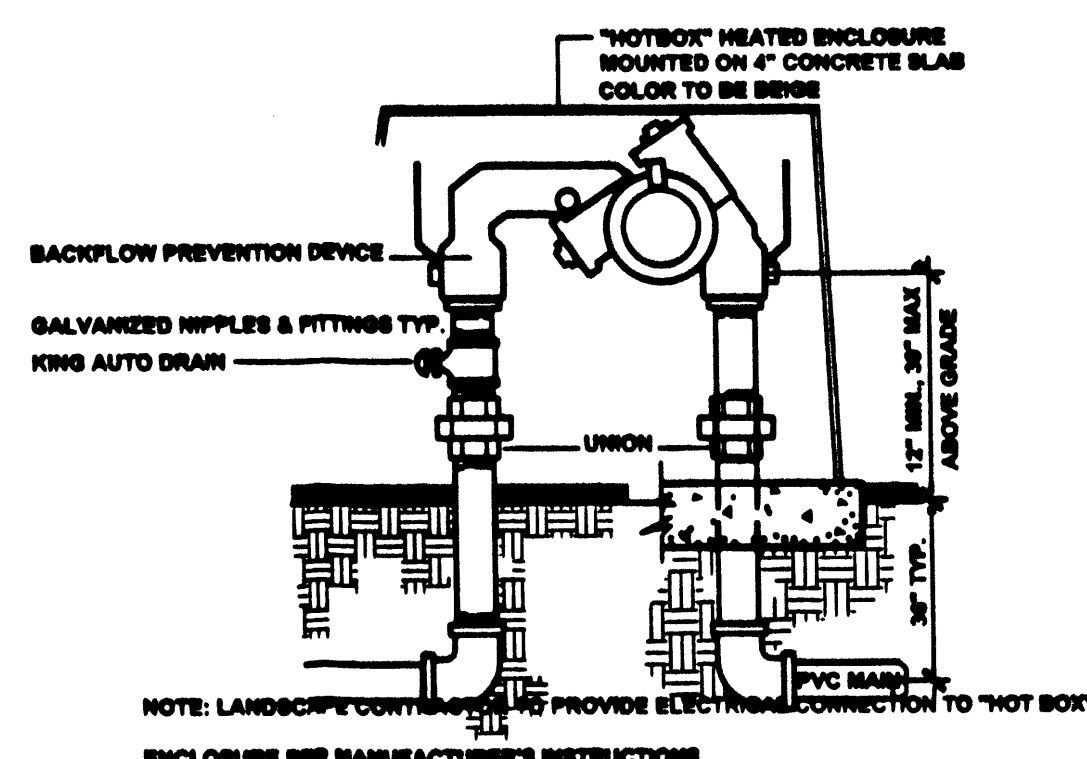 "HOTBOX" HEATED ENCLOSURE
MOUNTED ON 4" CONCRETE SLAB
COLOR TO BE BEIGE
BACKFLOW PREVENTION DEVICE
GALVANIZED NIPPLES & FITTINGS TYP.
KING AUTO DRAIN
UNION
12" MIN., 30" MAX
ABOVE GRADE
36" TYP.
PVC MAIN
NOTE: LANDSCAPE CONTRACTOR TO PROVIDE ELECTRICAL CONNECTION TO "HOT BOX"
ENCLOSURE PER MANUFACTURER'S INSTRUCTIONS